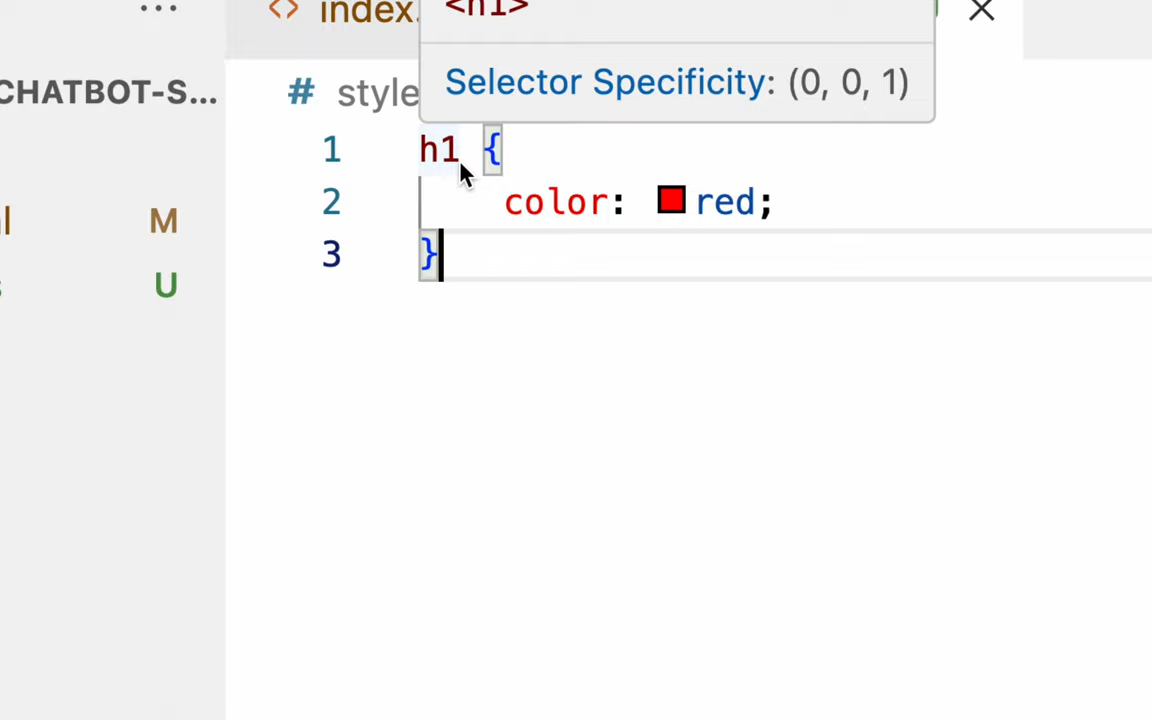 ... index.
<h1>
CHATBOT-S...
# style
Selector Specificity: (0, 0, 1)
1 h1 {
2 color: red;
3 }
M
U